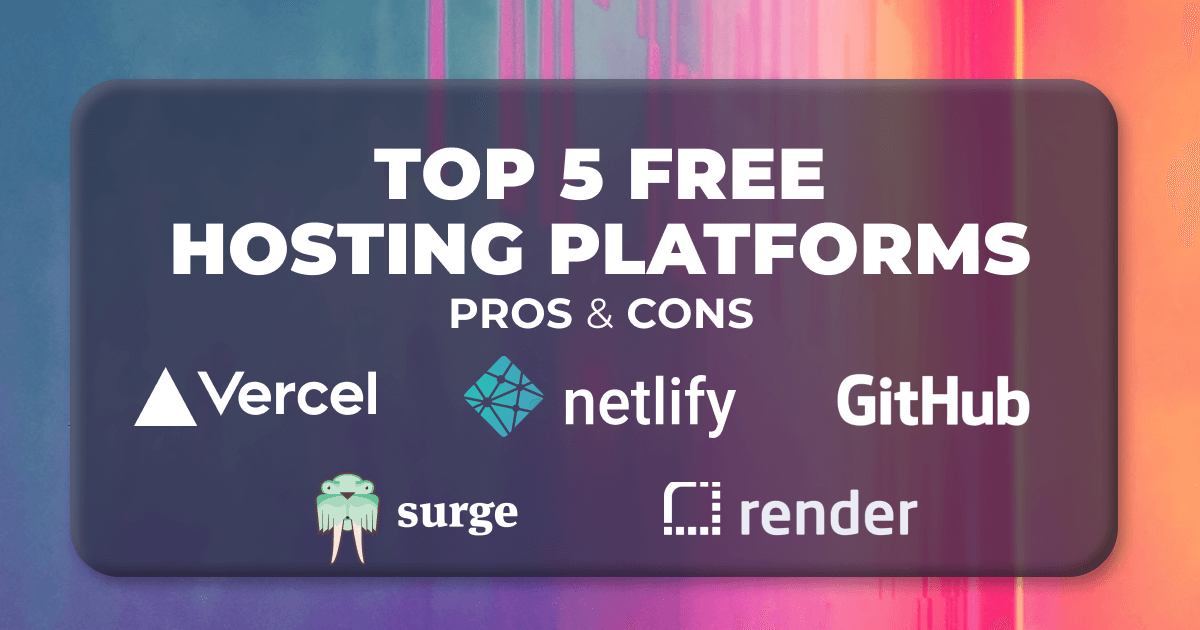 TOP 5 FREE
HOSTING PLATFORMS
PROS & CONS
Vercel netlify GitHub
surge render